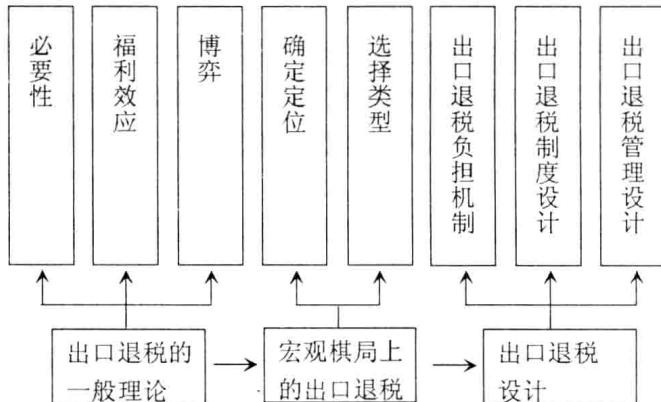 必要性
福利效应
博弈
确定定位
选择类型
出口退税负担机制
出口退税制度设计
出口退税管理设计
出口退税的
一般理论
宏观棋局上
的出口退税
出口退税
设计